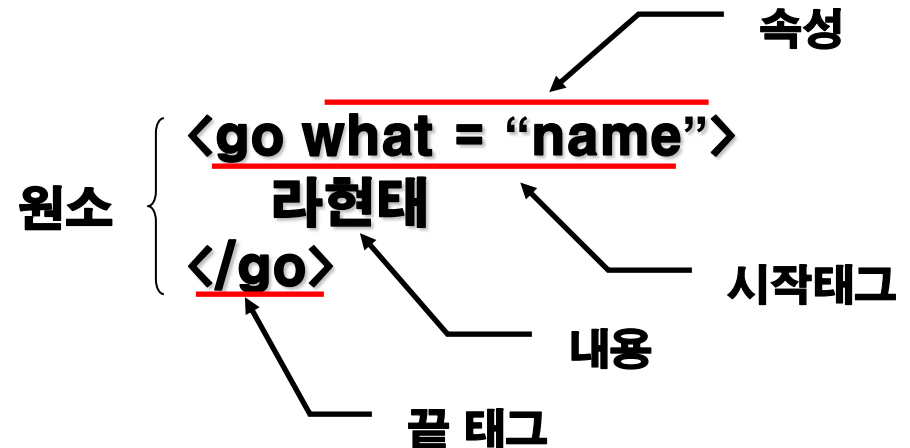 속성
<go what = “name”>
원소
라현태
</go>
시작태그
내용
끝 태그